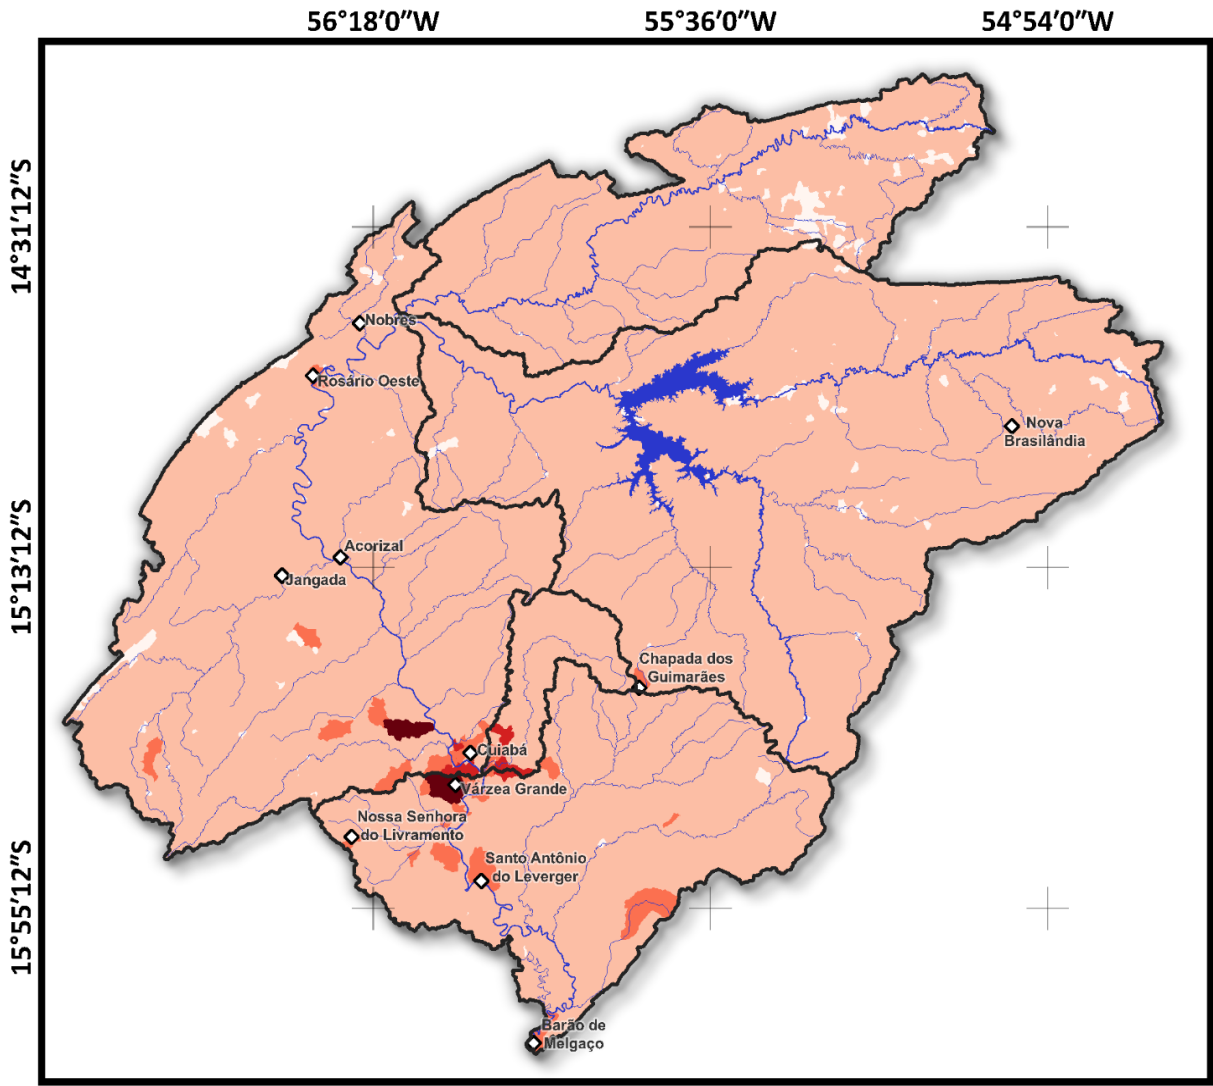 56°18′0″W
55°36′0″W
54°54′0″W
14°31′12″S
15°13′12″S
15°55′12″S
Nobres
Rosário Oeste
Nova
Brasilândia
Acorizal
Jangada
Chapada dos
Guimarães
Cuiabá
Várzea Grande
Nossa Senhora
do Livramento
Santo Antônio
do Leverger
Barão de
Melgaço